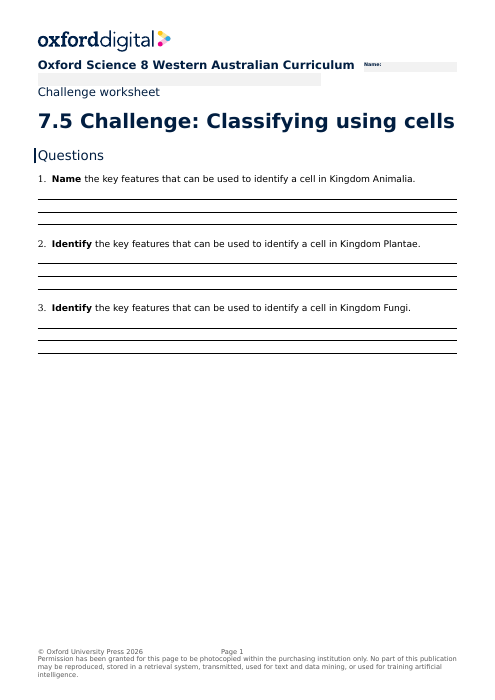 oxforddigital
Oxford Science 8 Western Australian Curriculum Name:
Challenge worksheet
7.5 Challenge: Classifying using cells
Questions
1. Name the key features that can be used to identify a cell in Kingdom Animalia.
2. Identify the key features that can be used to identify a cell in Kingdom Plantae.
3. Identify the key features that can be used to identify a cell in Kingdom Fungi.
© Oxford University Press 2026 Page 1
Permission has been granted for this page to be photocopied within the purchasing institution only. No part of this publication
may be reproduced, stored in a retrieval system, transmitted, used for text and data mining, or used for training artificial
intelligence.